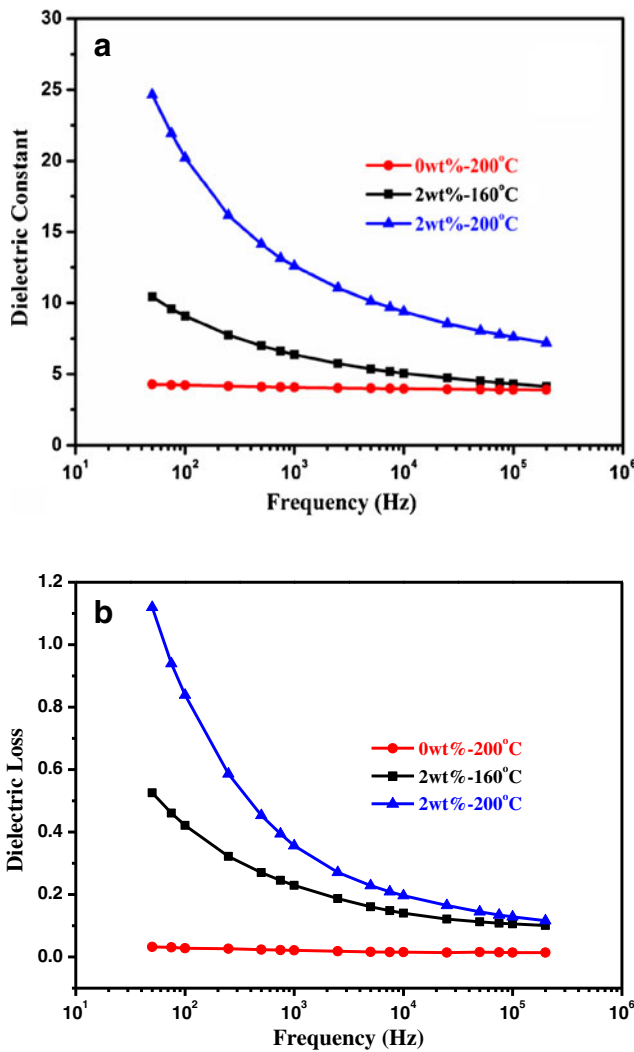 a
30
25
20
15
10
5
0
Dielectric Constant
0wt%-200°C
2wt%-160°C
2wt%-200°C
10¹ 10² 10³ 10⁴ 10⁵ 10⁶
Frequency (Hz)
b
1.2
1.0
0.8
0.6
0.4
0.2
0.0
Dielectric Loss
0wt%-200°C
2wt%-160°C
2wt%-200°C
10¹ 10² 10³ 10⁴ 10⁵ 10⁶
Frequency (Hz)